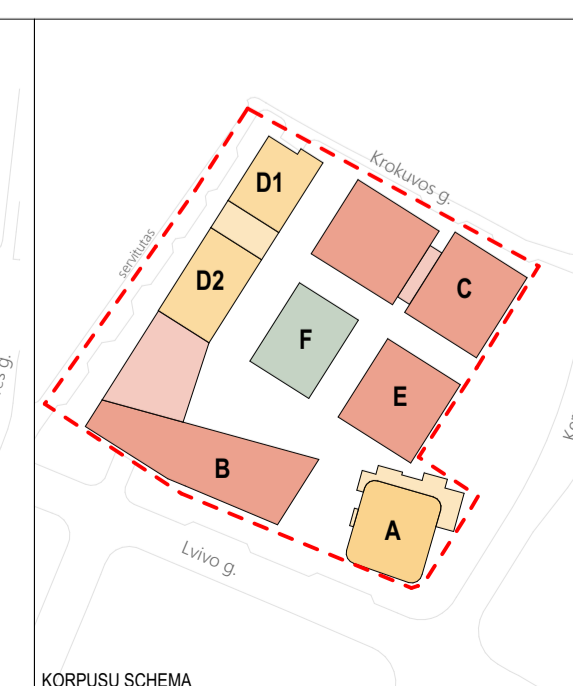 Krokuvos g.
D1
servitutas
D2
C
F
E
B
A
Lvivo g.
KORPUSU SCHEMA